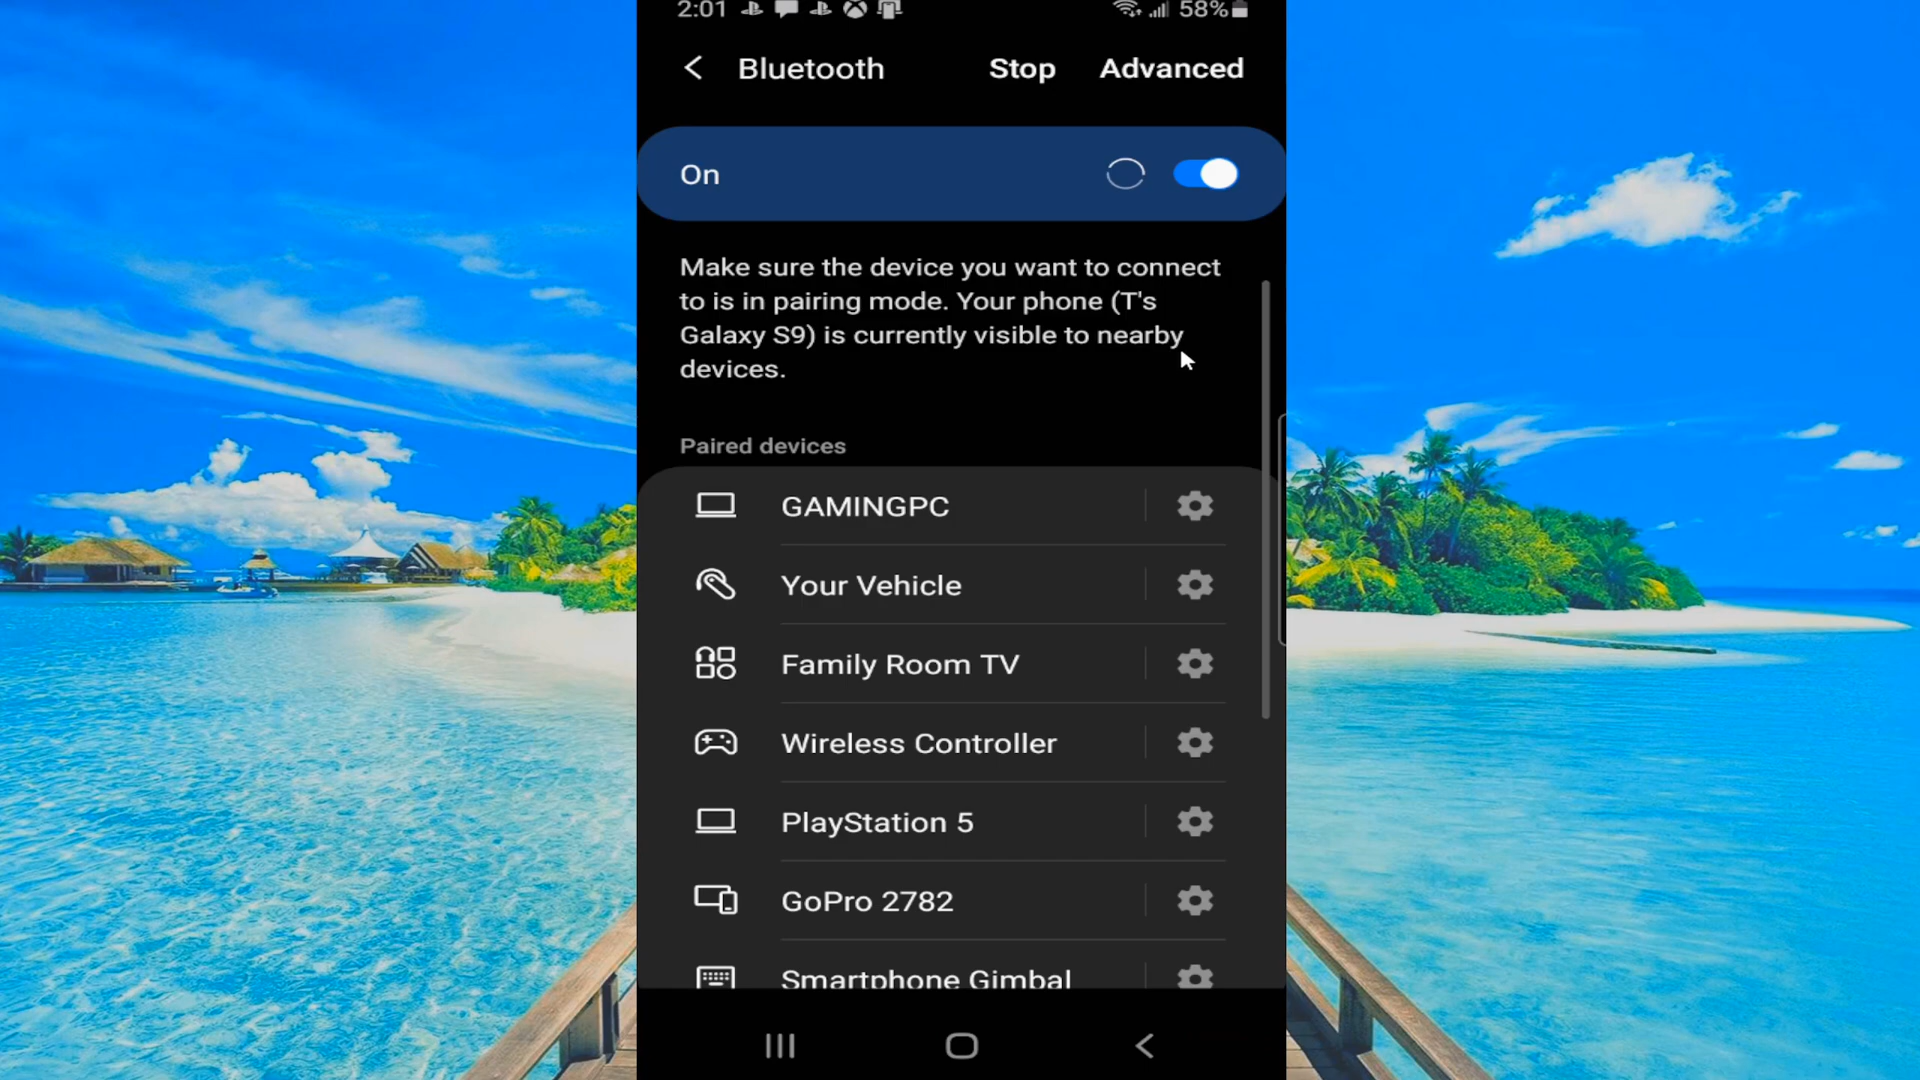 2:01 58%
Bluetooth Stop Advanced
On
Make sure the device you want to connect
to is in pairing mode. Your phone (T's
Galaxy S9) is currently visible to nearby
devices.
Paired devices
GAMINGPC
Your Vehicle
Family Room TV
Wireless Controller
PlayStation 5
GoPro 2782
Smartphone Gimbal